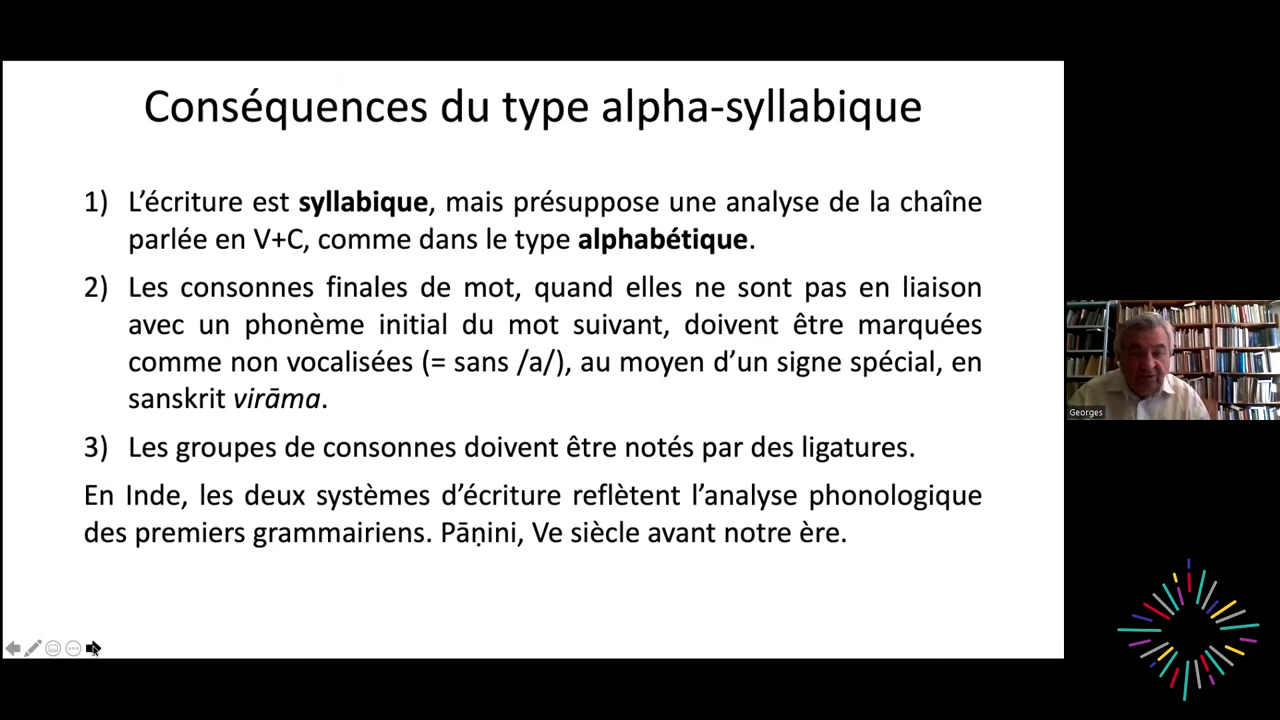 Conséquences du type alpha-syllabique
1) L’écriture est syllabique, mais présuppose une analyse de la chaîne
parlée en V+C, comme dans le type alphabétique.
2) Les consonnes finales de mot, quand elles ne sont pas en liaison
avec un phonème initial du mot suivant, doivent être marquées
comme non vocalisées (= sans /a/), au moyen d’un signe spécial, en
sanskrit virāma.
3) Les groupes de consonnes doivent être notés par des ligatures.
En Inde, les deux systèmes d’écriture reflètent l’analyse phonologique
des premiers grammairiens. Pāṇini, Ve siècle avant notre ère.
Georges